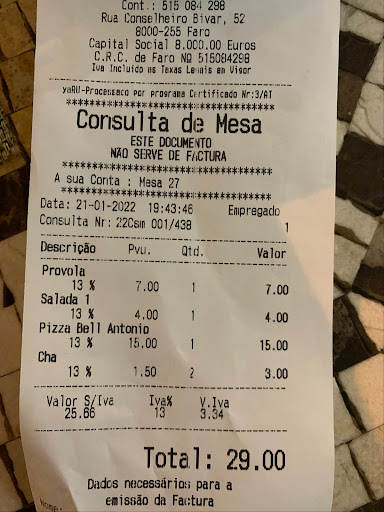 Cont.: 515 084 298
Rua Conselheiro Bivar, 52
8000-255 Faro
Capital Social 8.000.00 Euros
C.R.C. de Faro Nº 515084298
Iva Incluido as Taxas Legais em Vigor
yaRU-Processado por programa Certificado Nr:3/AT
************************************
Consulta de Mesa
ESTE DOCUMENTO
NÃO SERVE DE FACTURA
************************************
A sua Conta : Mesa 27
************************************
Data: 21-01-2022 19:43:46 Empregado
Consulta Nr: 22Csm 001/438 1
Descrição Pvu. Qtd. Valor
Provola
13 % 7.00 1 7.00
Salada 1
13 % 4.00 1 4.00
Pizza Bell Antonio
13 % 15.00 1 15.00
Cha
13 % 1.50 2 3.00
Valor S/Iva Iva% V.Iva
25.66 13 3.34
Total: 29.00
Dados necessários para a
emissão da Factura
Nome: